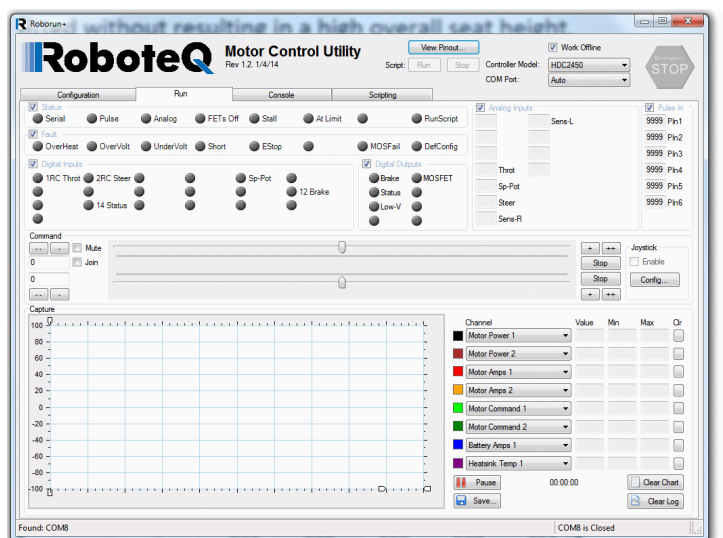 Roborun+
without resulting in a high overall seat height
RoboteQ
Motor Control Utility
Rev 1.2. 1/4/14
View Pinout...
Script: Run Stop
Work Offline
Controller Model: HDC2450
COM Port: Auto
Emergency
STOP
Configuration Run Console Scripting
Status
Serial Pulse Analog FETs Off Stall At Limit RunScript
Fault
OverHeat OverVolt UnderVolt Short EStop MOSFail DefConfig
Digital Inputs
1RC Throt 2RC Steer Sp-Pot
12 Brake
14 Status
Digital Outputs
Brake MOSFET
Status
Low-V
Analog Inputs
Sens-L
Throt
Sp-Pot
Steer
Sens-R
Pulse In
9999 PIn1
9999 PIn2
9999 PIn3
9999 PIn4
9999 PIn5
9999 PIn6
Command
-- - Mute + ++
0 Join Stop
0 Stop
-- - + ++
Joystick
Enable
Config...
Capture
100
80
60
40
20
0
-20
-40
-60
-80
-100
Channel Value Min Max Clr
Motor Power 1
Motor Power 2
Motor Amps 1
Motor Amps 2
Motor Command 1
Motor Command 2
Battery Amps 1
Heatsink Temp 1
Pause 00:00:00 Clear Chart
Save... Clear Log
Found: COM8 COM8 is Closed